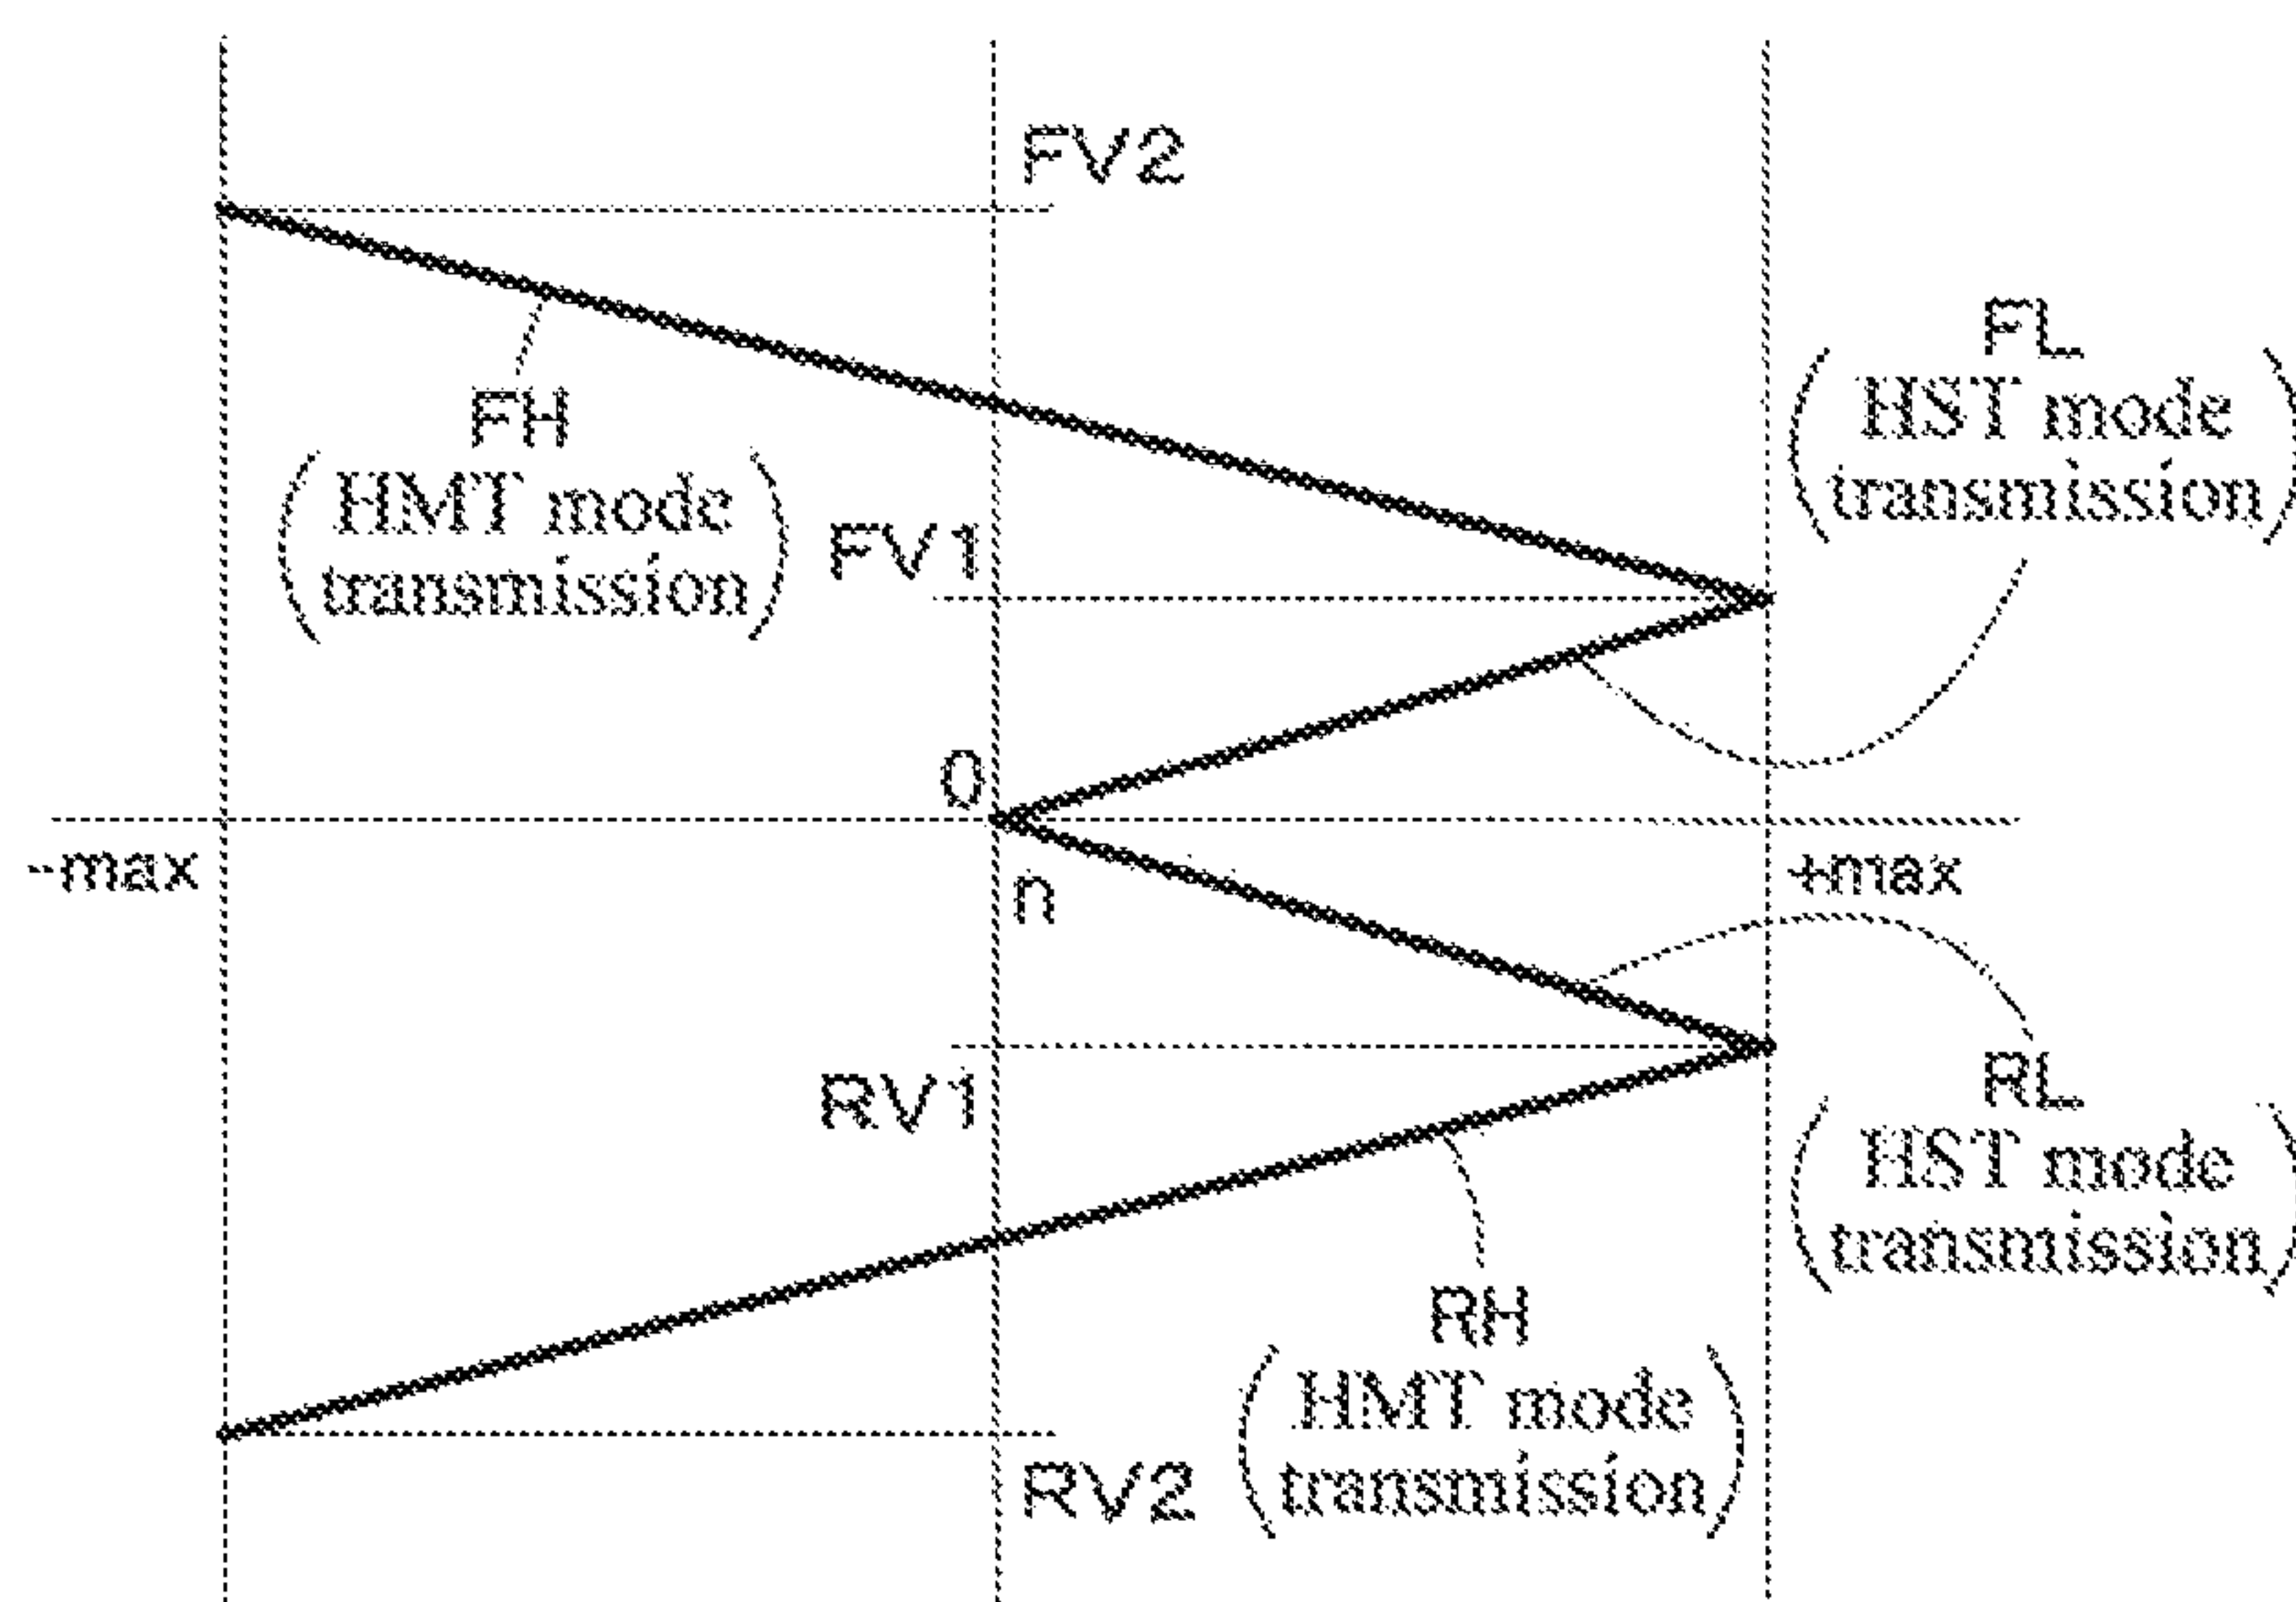 FV2
FL
HST mode
transmission
FH
HMT mode
transmission
FV1
0
-max
n
+max
RV1
RL
HST mode
transmission
RH
HMT mode
transmission
RV2